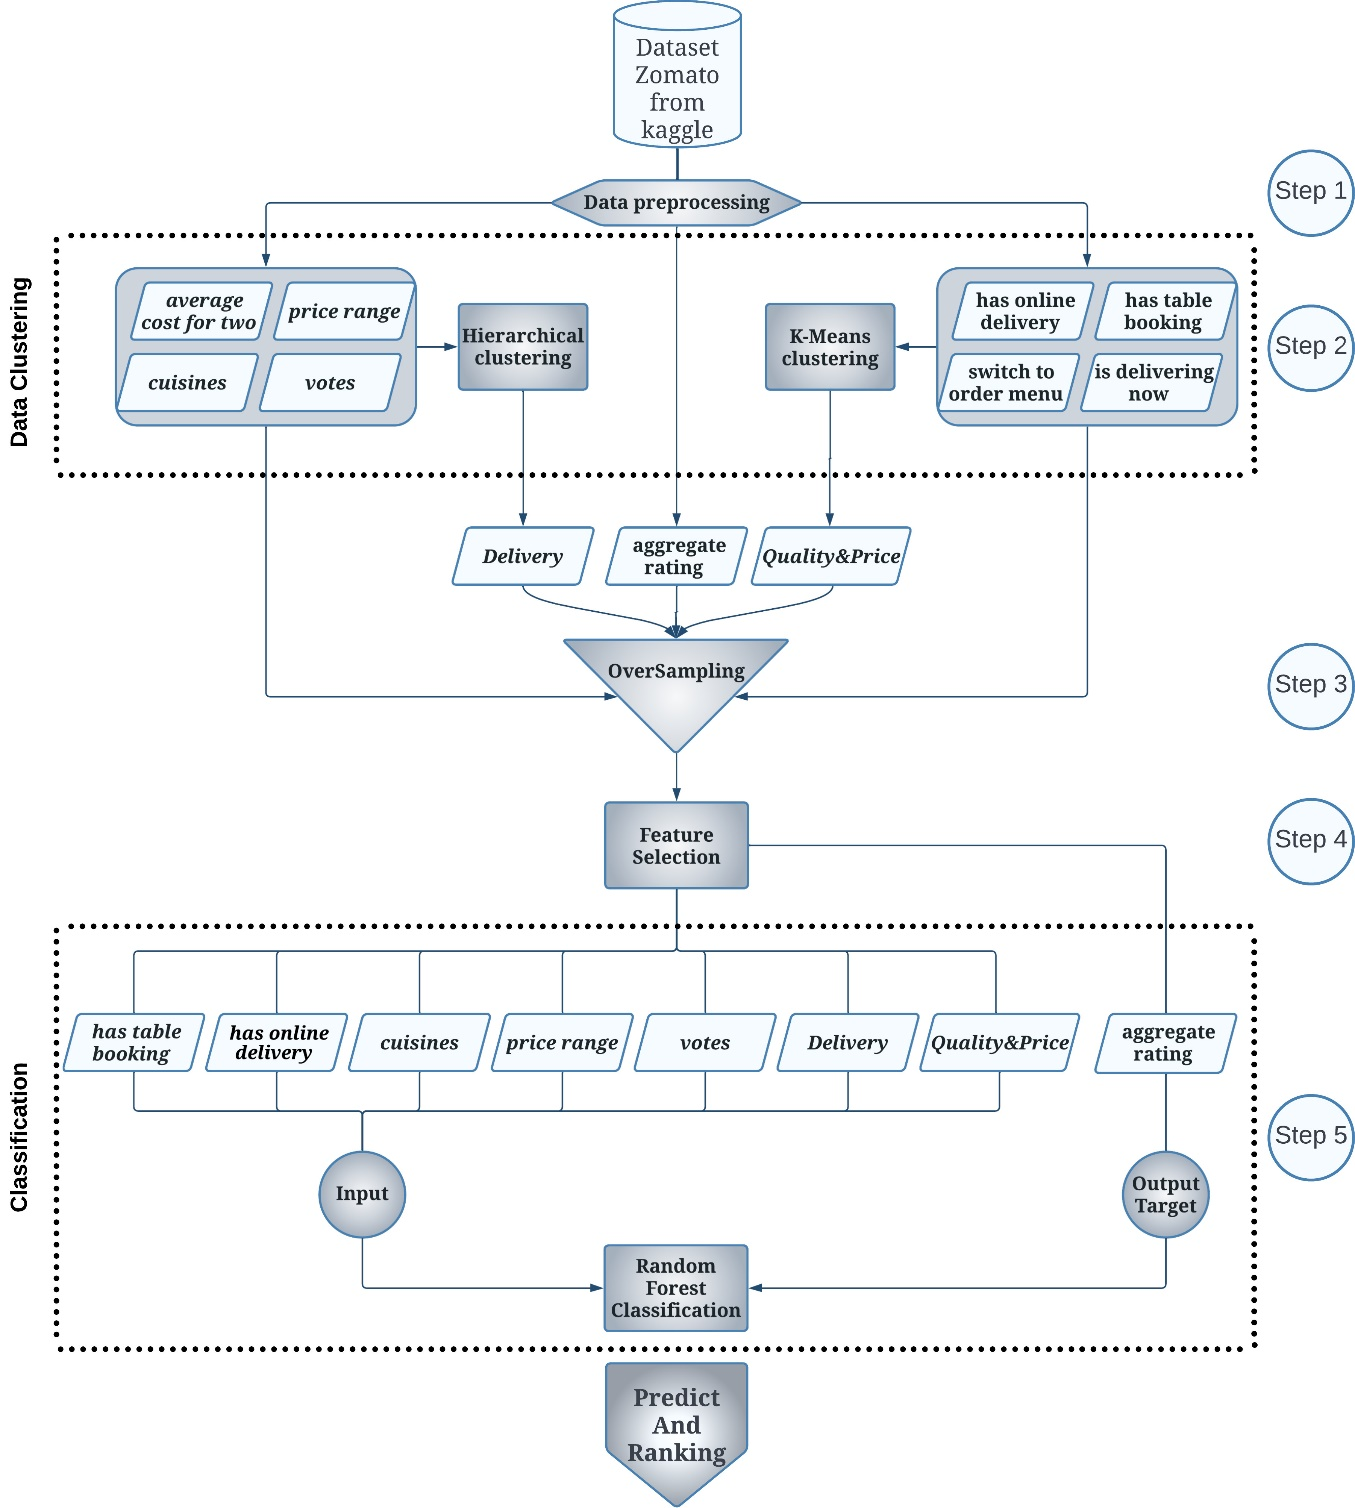 Dataset
Zomato
from
kaggle
Step 1
Data preprocessing
Data Clustering
average
cost for two
price range
cuisines
votes
Hierarchical
clustering
K-Means
clustering
has online
delivery
has table
booking
switch to
order menu
is delivering
now
Step 2
Delivery
aggregate
rating
Quality&Price
OverSampling
Step 3
Feature
Selection
Step 4
Classification
has table
booking
has online
delivery
cuisines
price range
votes
Delivery
Quality&Price
aggregate
rating
Step 5
Input
Output
Target
Random
Forest
Classification
Predict
And
Ranking